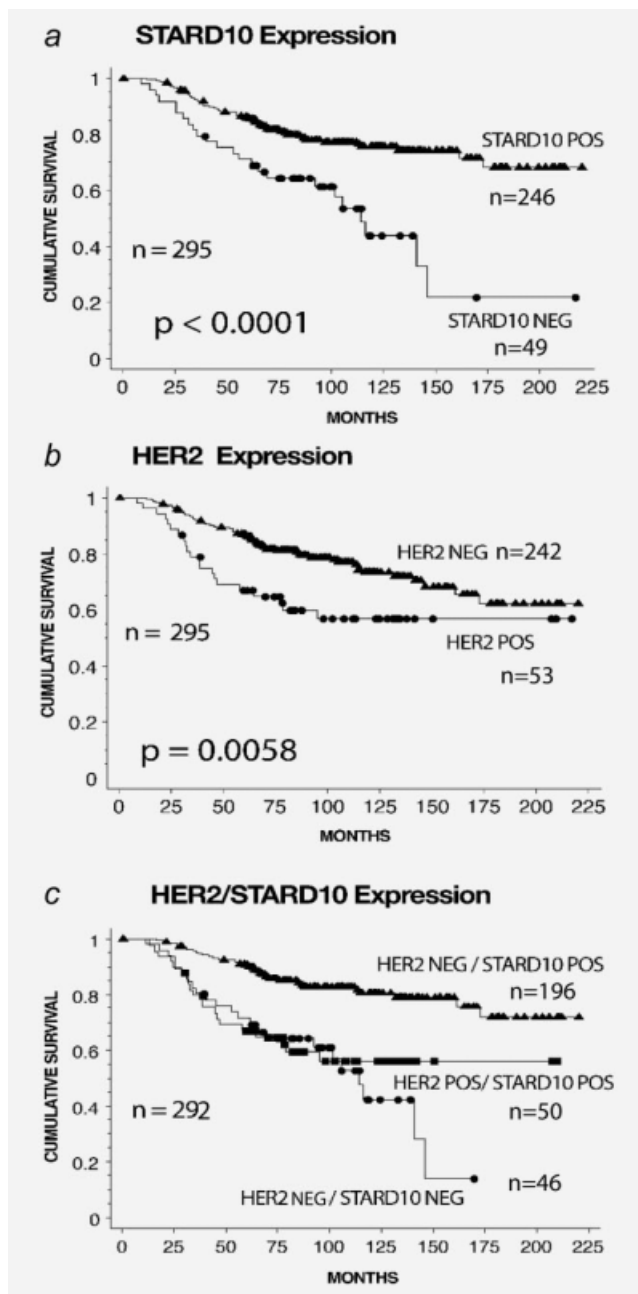 a STARD10 Expression
1
0.8
0.6
0.4
0.2
0
CUMULATIVE SURVIVAL
STARD10 POS
n=246
n = 295
p < 0.0001
STARD10 NEG
n=49
0 25 50 75 100 125 150 175 200 225
MONTHS
b HER2 Expression
1
0.8
0.6
0.4
0.2
0
CUMULATIVE SURVIVAL
HER2 NEG n=242
n = 295
HER2 POS
n=53
p = 0.0058
0 25 50 75 100 125 150 175 200 225
MONTHS
c HER2/STARD10 Expression
1
0.8
0.6
0.4
0.2
0
CUMULATIVE SURVIVAL
HER2 NEG / STARD10 POS
n=196
HER2 POS/ STARD10 POS
n = 292
n=50
n=46
HER2 NEG / STARD10 NEG
0 25 50 75 100 125 150 175 200 225
MONTHS